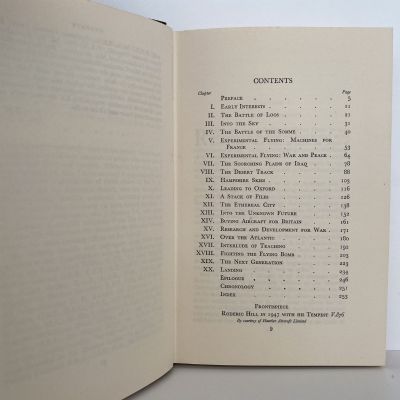 CONTENTS
Chapter Page
Preface . . . . . . 5
I. Early Interests . . . . . 11
II. The Battle of Loos . . . . 21
III. Into the Sky . . . . . 31
IV. The Battle of the Somme . . . 40
V. Experimental Flying: Machines for
France . . . . . . 53
VI. Experimental Flying: War and Peace . 64
VII. The Scorching Plains of Iraq . . 78
VIII. The Desert Track . . . . 88
IX. Hampshire Skies . . . . 105
X. Leading to Oxford . . . . 116
XI. A Stack of Files . . . . 126
XII. The Ethereal City . . . . 138
XIII. Into the Unknown Future . . . 152
XIV. Buying Aircraft for Britain . . 161
XV. Research and Development for War . 171
XVI. Over the Atlantic . . . . 180
XVII. Interlude of Teaching . . . 192
XVIII. Fighting the Flying Bomb . . . 203
XIX. The Next Generation . . . . 223
XX. Landing . . . . . . 234
Epilogue . . . . . . 246
Chronology . . . . . 251
Index . . . . . . 253
Frontispiece
Roderic Hill in 1947 with his Tempest V.876
By courtesy of Hawker Aircraft Limited
9